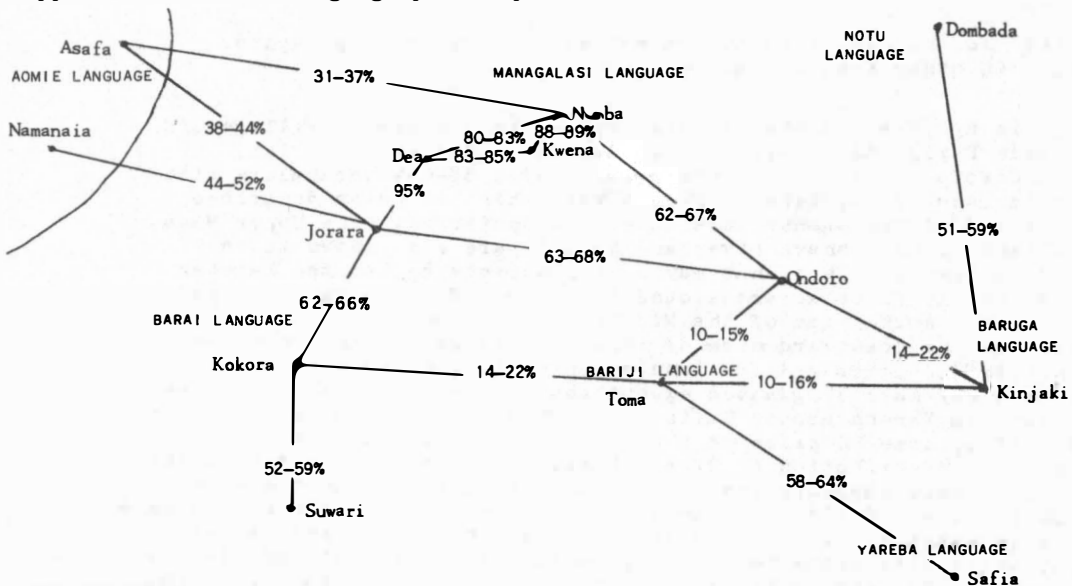 Dombada
NOTU
LANGUAGE
Asafa
AOMIE LANGUAGE
31–37%
MANAGALASI LANGUAGE
Namanaia
38–44%
80–83%
88–89%
Kwena
Dea
83–85%
44–52%
95%
62–67%
51–59%
Jorara
63–68%
Ondoro
62–66%
BARAI LANGUAGE
10–15%
BARUGA
LANGUAGE
14–22%
Kokora
14–22%
BARIJI LANGUAGE
10–16%
Toma
Kinjaki
52–59%
58–64%
Suwari
YAREBA LANGUAGE
Safia